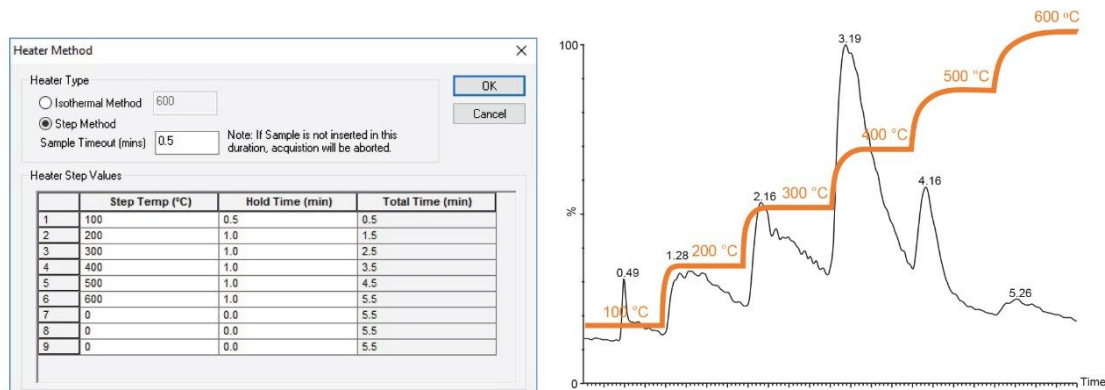 Heater Method
Heater Type
Isothermal Method 600
Step Method
Sample Timeout (mins) 0.5
Note: If Sample is not inserted in this
duration, acquistion will be aborted.
OK
Cancel
Heater Step Values
Step Temp (ºC) Hold Time (min) Total Time (min)
1 100 0.5 0.5
2 200 1.0 1.5
3 300 1.0 2.5
4 400 1.0 3.5
5 500 1.0 4.5
6 600 1.0 5.5
7 0 0.0 5.5
8 0 0.0 5.5
9 0 0.0 5.5
600 ºC
100
3.19
500 °C
400 °C
4.16
300 °C
2.16
%
200 °C
1.28
0.49
5.26
100 °C
0
Time